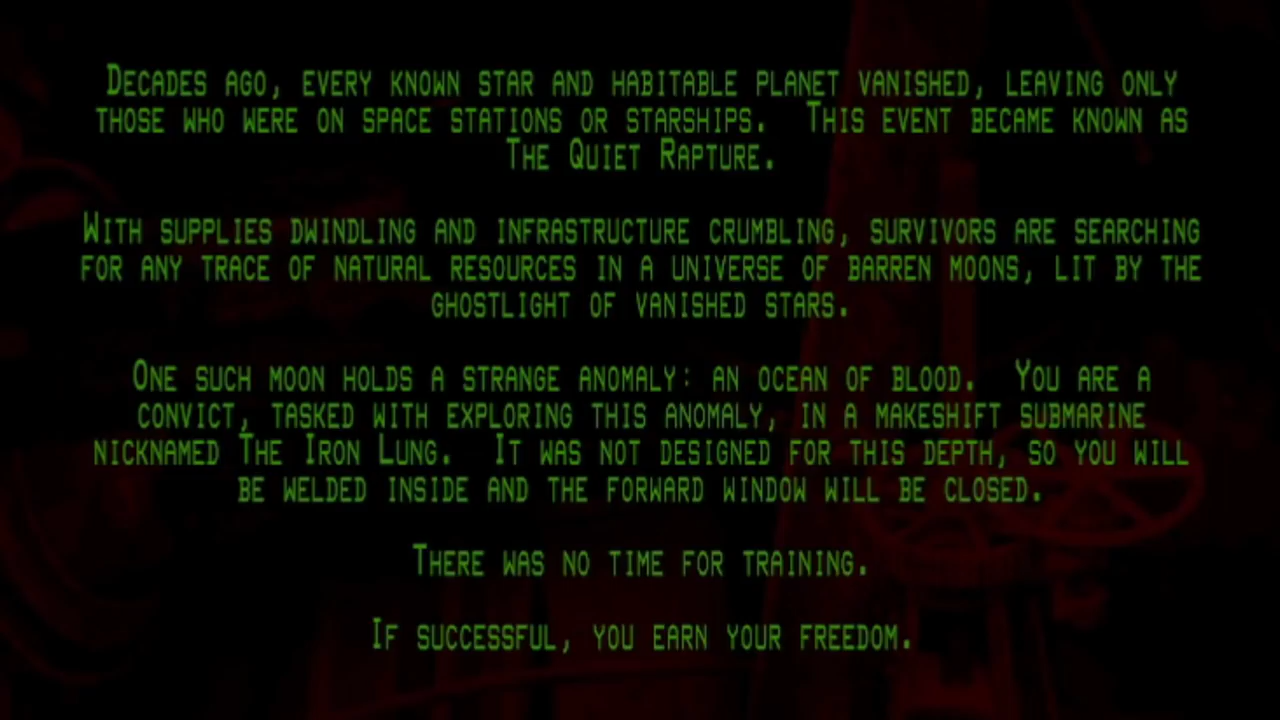 Decades ago, every known star and habitable planet vanished, leaving only
those who were on space stations or starships. This event became known as
The Quiet Rapture.
With supplies dwindling and infrastructure crumbling, survivors are searching
for any trace of natural resources in a universe of barren moons, lit by the
ghostlight of vanished stars.
One such moon holds a strange anomaly: an ocean of blood. You are a
convict, tasked with exploring this anomaly, in a makeshift submarine
nicknamed The Iron Lung. It was not designed for this depth, so you will
be welded inside and the forward window will be closed.
There was no time for training.
If successful, you earn your freedom.